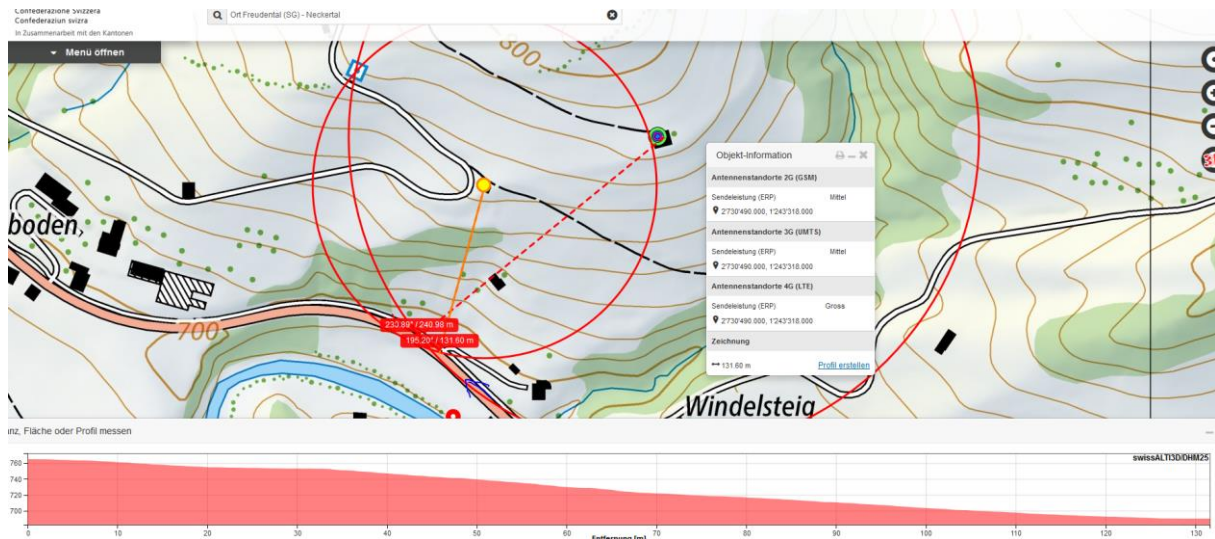 Confederazione Svizzera
Confederaziun svizra
In Zusammenarbeit mit den Kantonen
Ort Freudental (SG) - Neckertal
Menü öffnen
800
boden,
700
233.89° / 240.98 m
195.20° / 131.60 m
Windelsteig
Objekt-Information
Antennenstandorte 2G (GSM)
Sendeleistung (ERP) Mittel
2'730'490.000, 1'243'318.000
Antennenstandorte 3G (UMTS)
Sendeleistung (ERP) Mittel
2'730'490.000, 1'243'318.000
Antennenstandorte 4G (LTE)
Sendeleistung (ERP) Gross
2'730'490.000, 1'243'318.000
Zeichnung
131.60 m Profil erstellen
anz, Fläche oder Profil messen
swissALTI3D/DHM25
760
740
720
700
0 10 20 30 40 50 60 70 80 90 100 110 120 130
Entfernung [m]